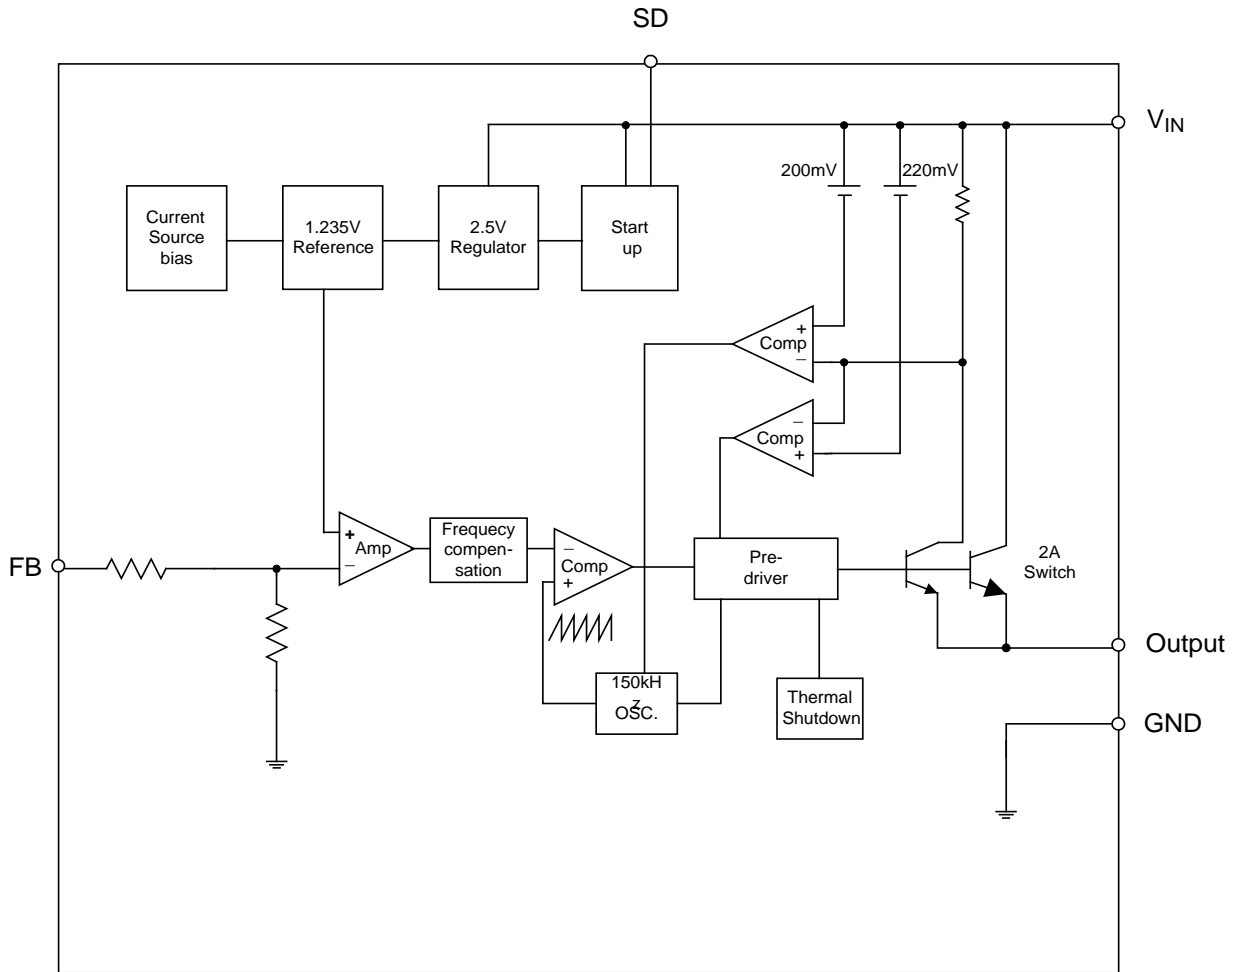 SD
V_IN
200mV
220mV
Current
Source
bias
1.235V
Reference
2.5V
Regulator
Start
up
+
Comp
−
−
Comp
+
FB
+
Amp
−
Frequecy
compen-
sation
−
Comp
+
Pre-
driver
2A
Switch
Output
150kH
z
OSC.
Thermal
Shutdown
GND